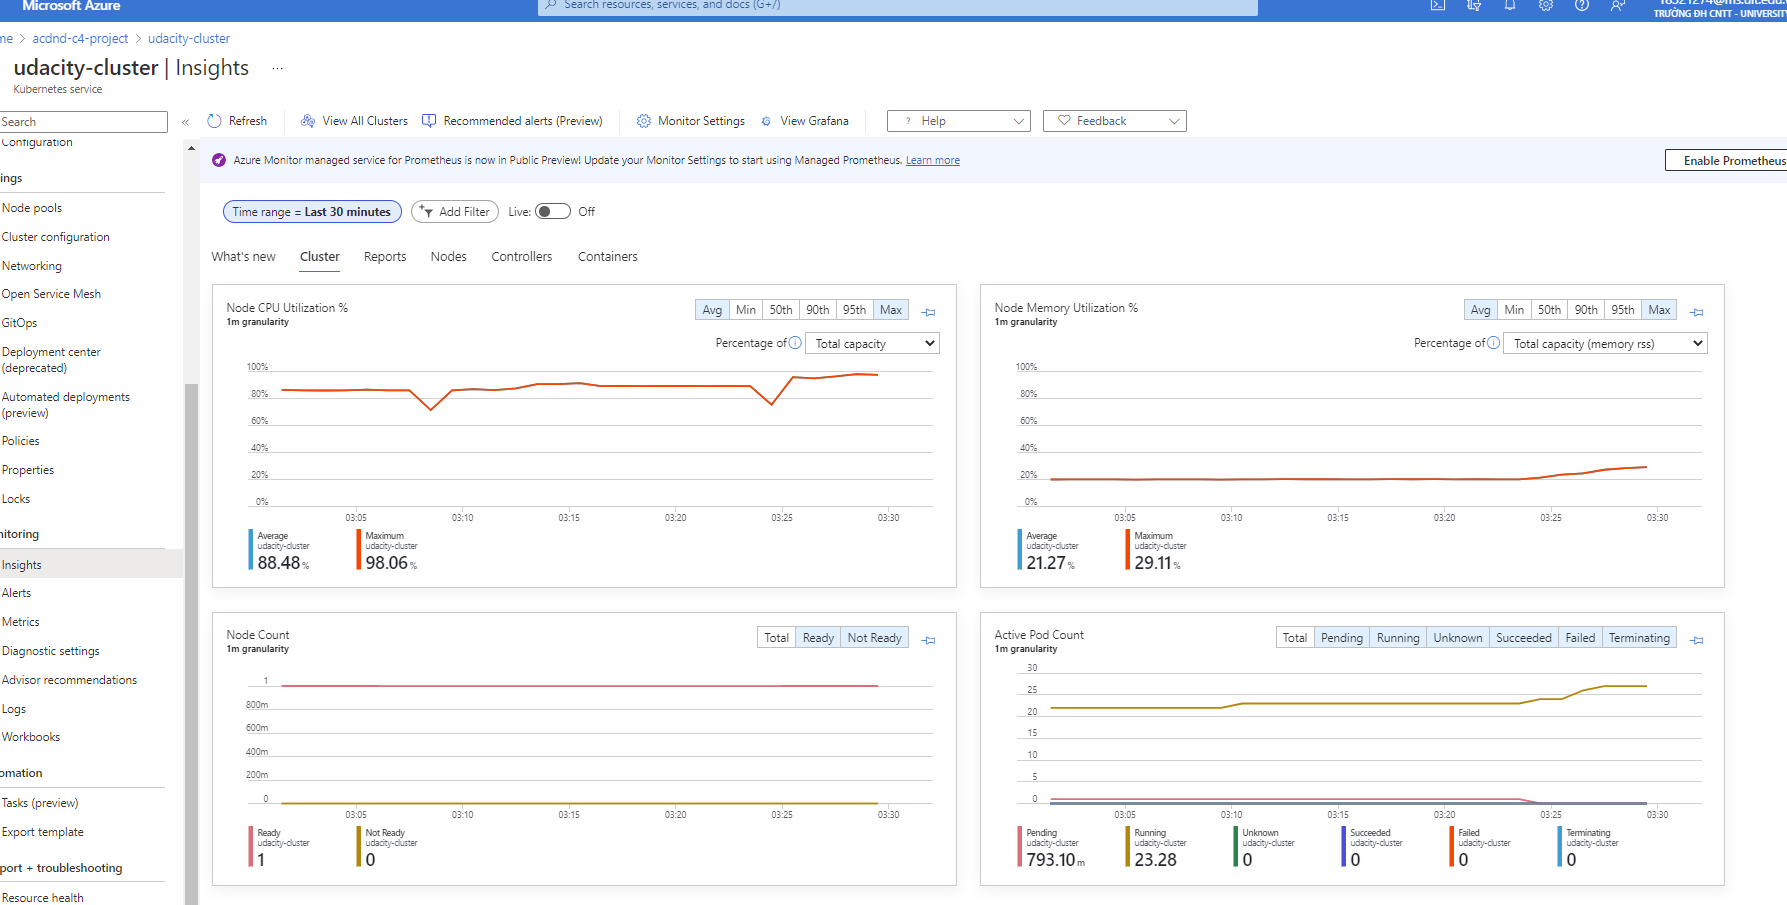 Microsoft Azure
Search resources, services, and docs (G+/)
TRƯỜNG ĐH CNTT - UNIVERSITY
me > acdnd-c4-project > udacity-cluster
udacity-cluster | Insights ...
Kubernetes service
Search
«
Refresh
View All Clusters
Recommended alerts (Preview)
Monitor Settings
View Grafana
? Help
Feedback
Azure Monitor managed service for Prometheus is now in Public Preview! Update your Monitor Settings to start using Managed Prometheus. Learn more
Enable Prometheus
Configuration
ings
Node pools
Cluster configuration
Networking
Open Service Mesh
GitOps
Deployment center
(deprecated)
Automated deployments
(preview)
Policies
Properties
Locks
nitoring
Insights
Alerts
Metrics
Diagnostic settings
Advisor recommendations
Logs
Workbooks
omation
Tasks (preview)
Export template
port + troubleshooting
Resource health
Time range = Last 30 minutes
Add Filter
Live:
Off
What's new
Cluster
Reports
Nodes
Controllers
Containers
Node CPU Utilization %
1m granularity
Avg Min 50th 90th 95th Max
Percentage of Total capacity
100%
80%
60%
40%
20%
0%
03:05 03:10 03:15 03:20 03:25 03:30
Average
udacity-cluster
88.48 %
Maximum
udacity-cluster
98.06 %
Node Memory Utilization %
1m granularity
Avg Min 50th 90th 95th Max
Percentage of Total capacity (memory rss)
100%
80%
60%
40%
20%
0%
03:05 03:10 03:15 03:20 03:25 03:30
Average
udacity-cluster
21.27 %
Maximum
udacity-cluster
29.11 %
Node Count
1m granularity
Total Ready Not Ready
1
800m
600m
400m
200m
0
03:05 03:10 03:15 03:20 03:25 03:30
Ready
udacity-cluster
1
Not Ready
udacity-cluster
0
Active Pod Count
1m granularity
Total Pending Running Unknown Succeeded Failed Terminating
30
25
20
15
10
5
0
03:05 03:10 03:15 03:20 03:25 03:30
Pending
udacity-cluster
793.10 m
Running
udacity-cluster
23.28
Unknown
udacity-cluster
0
Succeeded
udacity-cluster
0
Failed
udacity-cluster
0
Terminating
udacity-cluster
0